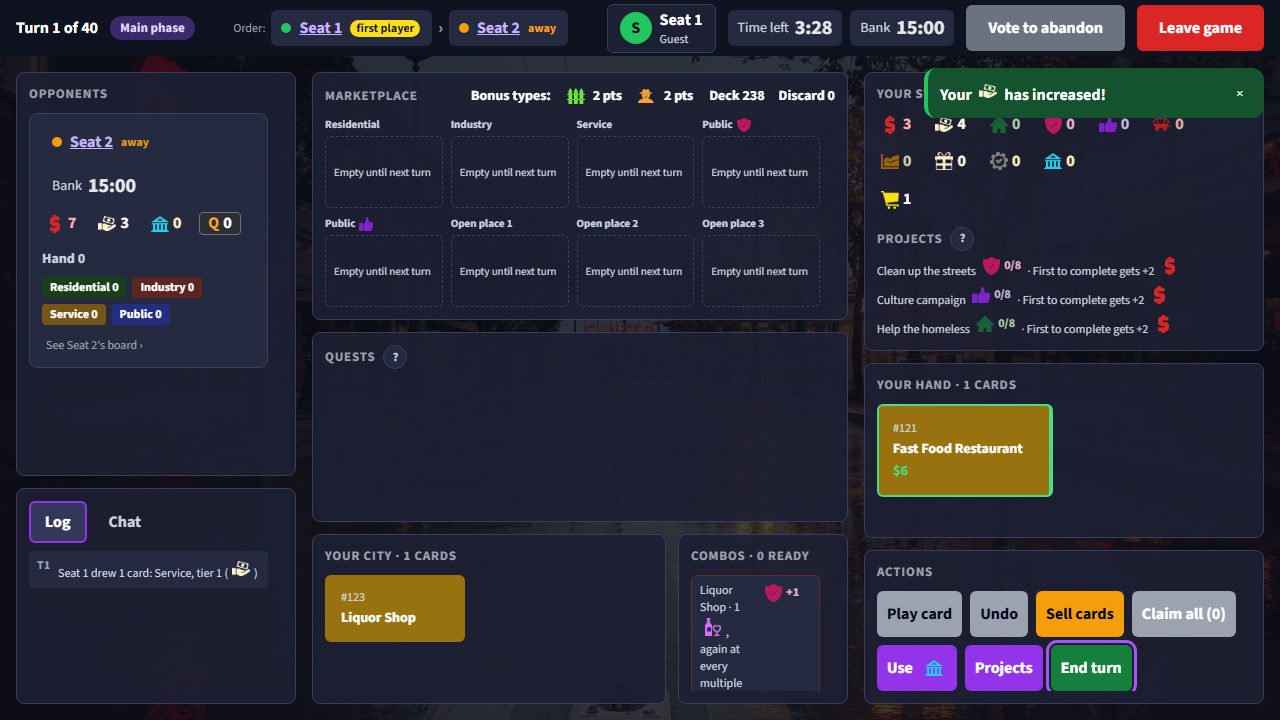 Turn 1 of 40 Main phase Order: Seat 1 first player › Seat 2 away S Seat 1 Guest Time left 3:28 Bank 15:00 Vote to abandon Leave game
OPPONENTS
Seat 2 away
Bank 15:00
7 3 0 Q 0
Hand 0
Residential 0 Industry 0
Service 0 Public 0
See Seat 2's board ›
Log Chat
T1 Seat 1 drew 1 card: Service, tier 1 ( )
MARKETPLACE Bonus types: 2 pts 2 pts Deck 238 Discard 0
Residential Industry Service Public
Empty until next turn Empty until next turn Empty until next turn Empty until next turn
Public Open place 1 Open place 2 Open place 3
Empty until next turn Empty until next turn Empty until next turn Empty until next turn
QUESTS ?
YOUR CITY · 1 CARDS
#123
Liquor Shop
COMBOS · 0 READY
Liquor
Shop · 1
,
again at
every
multiple
+1
YOUR S
Your has increased! ×
3 4 0 0 0 0
0 0 0 0
1
PROJECTS ?
Clean up the streets 0/8 · First to complete gets +2
Culture campaign 0/8 · First to complete gets +2
Help the homeless 0/8 · First to complete gets +2
YOUR HAND · 1 CARDS
#121
Fast Food Restaurant
$6
ACTIONS
Play card Undo Sell cards Claim all (0)
Use Projects End turn